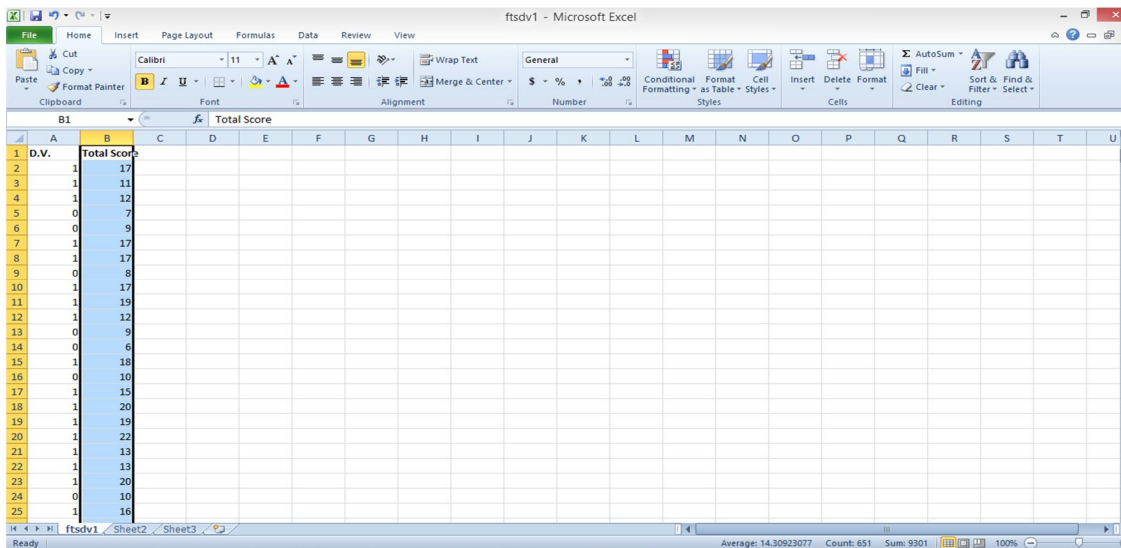 ftsdv1 - Microsoft Excel
File Home Insert Page Layout Formulas Data Review View
Cut Calibri 11 A A Wrap Text General Σ AutoSum
Copy Fill
Paste Format Painter B I U A Merge & Center $ % , .0 .00 .00 .0 Conditional Formatting Format as Table Cell Styles Insert Delete Format Clear Sort & Filter Find & Select
Clipboard Font Alignment Number Styles Cells Editing
B1 fx Total Score
A B C D E F G H I J K L M N O P Q R S T U
1 D.V. Total Score
2 1 17
3 1 11
4 1 12
5 0 7
6 0 9
7 1 17
8 1 17
9 0 8
10 1 17
11 1 19
12 1 12
13 0 9
14 0 6
15 1 18
16 0 10
17 1 15
18 1 20
19 1 19
20 1 22
21 1 13
22 1 13
23 1 20
24 0 10
25 1 16
ftsdv1 Sheet2 Sheet3
Ready Average: 14.30923077 Count: 651 Sum: 9301 100%